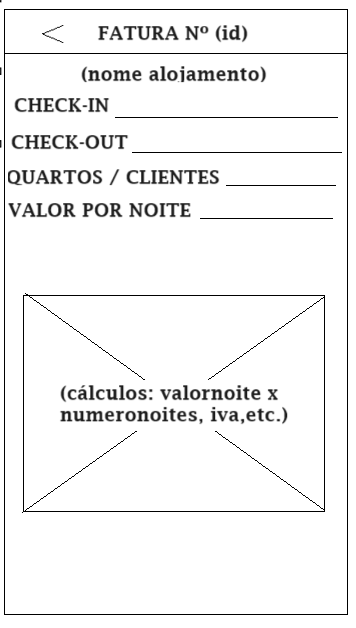 FATURA Nº (id)
(nome alojamento)
CHECK-IN
CHECK-OUT
QUARTOS / CLIENTES
VALOR POR NOITE
(cálculos: valornoite x
numeronoites, iva,etc.)